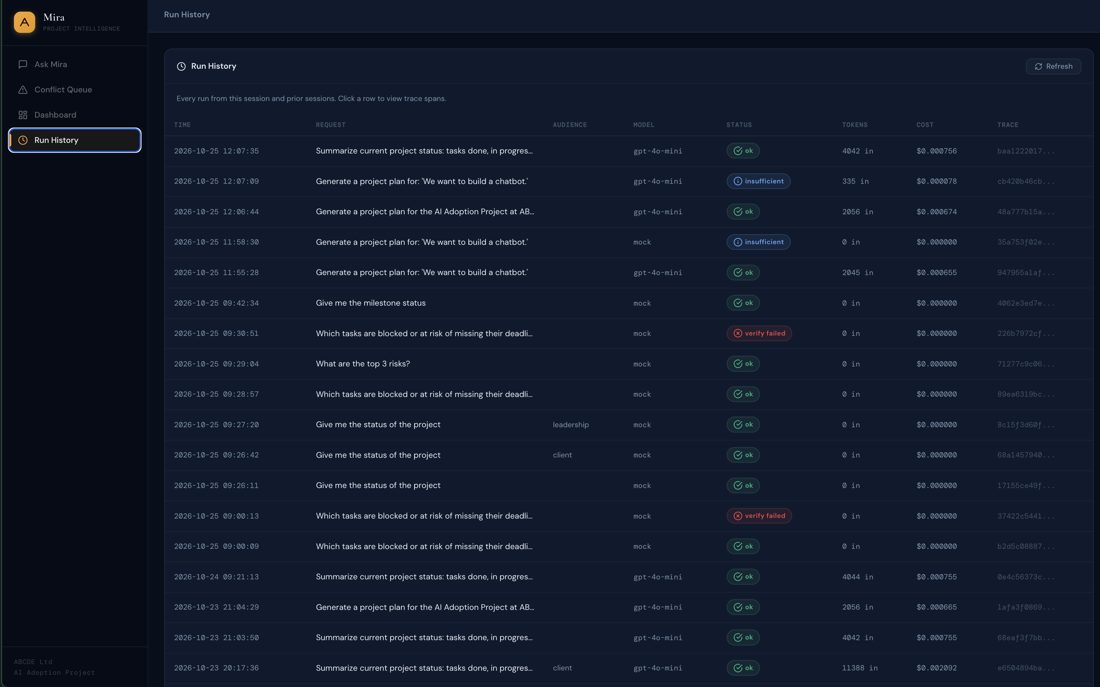 A
Mira
PROJECT INTELLIGENCE
Ask Mira
Conflict Queue
Dashboard
Run History
ABCDE Ltd
AI Adoption Project
Run History
Run History
Refresh
Every run from this session and prior sessions. Click a row to view trace spans.
TIME REQUEST AUDIENCE MODEL STATUS TOKENS COST TRACE
2026-10-25 12:07:35 Summarize current project status: tasks done, in progres... gpt-4o-mini ok 4042 in $0.000756 baa1222017...
2026-10-25 12:07:09 Generate a project plan for: 'We want to build a chatbot.' gpt-4o-mini insufficient 335 in $0.000078 cb420b46cb...
2026-10-25 12:06:44 Generate a project plan for the AI Adoption Project at AB... gpt-4o-mini ok 2056 in $0.000674 48a777b15a...
2026-10-25 11:58:30 Generate a project plan for: 'We want to build a chatbot.' mock insufficient 0 in $0.000000 35a753f02e...
2026-10-25 11:55:28 Generate a project plan for: 'We want to build a chatbot.' gpt-4o-mini ok 2045 in $0.000655 947955a1af...
2026-10-25 09:42:34 Give me the milestone status mock ok 0 in $0.000000 4062e3ed7e...
2026-10-25 09:30:51 Which tasks are blocked or at risk of missing their deadli... mock verify failed 0 in $0.000000 226b7972cf...
2026-10-25 09:29:04 What are the top 3 risks? mock ok 0 in $0.000000 71277c9c06...
2026-10-25 09:28:57 Which tasks are blocked or at risk of missing their deadli... mock ok 0 in $0.000000 89ea6319bc...
2026-10-25 09:27:20 Give me the status of the project leadership mock ok 0 in $0.000000 8c15f3d60f...
2026-10-25 09:26:42 Give me the status of the project client mock ok 0 in $0.000000 68a1457940...
2026-10-25 09:26:11 Give me the status of the project mock ok 0 in $0.000000 17155ce49f...
2026-10-25 09:00:13 Which tasks are blocked or at risk of missing their deadli... mock verify failed 0 in $0.000000 37422c5441...
2026-10-25 09:00:09 Which tasks are blocked or at risk of missing their deadli... mock ok 0 in $0.000000 b2d5c08687...
2026-10-24 09:21:13 Summarize current project status: tasks done, in progres... gpt-4o-mini ok 4044 in $0.000755 0e4c56373c...
2026-10-23 21:04:29 Generate a project plan for the AI Adoption Project at AB... gpt-4o-mini ok 2056 in $0.000665 1afa3f0869...
2026-10-23 21:03:50 Summarize current project status: tasks done, in progres... gpt-4o-mini ok 4042 in $0.000755 66eaf3f7bb...
2026-10-23 20:17:36 Summarize current project status: tasks done, in progres... client gpt-4o-mini ok 11388 in $0.002092 e6504894ba...